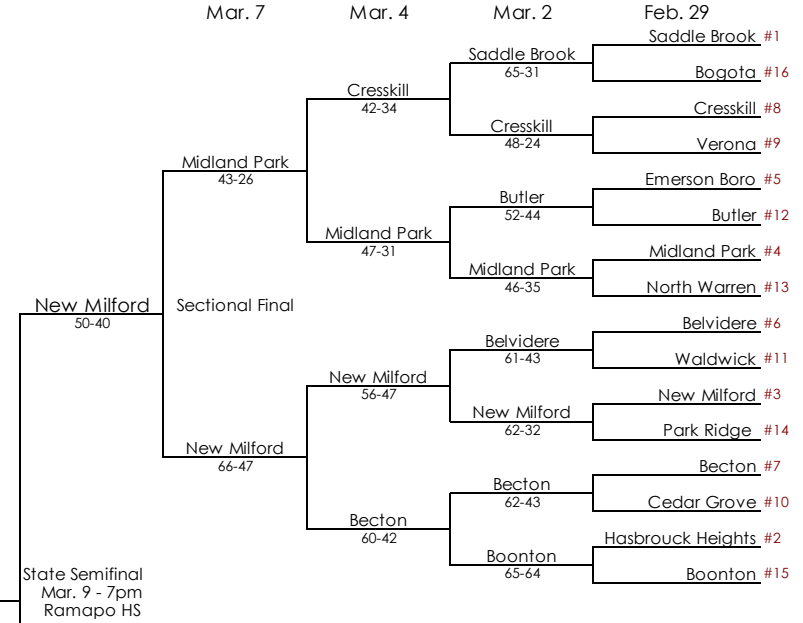 Mar. 7 Mar. 4 Mar. 2 Feb. 29
Saddle Brook #1
Saddle Brook
65-31
Bogota #16
Cresskill
42-34
Cresskill #8
Cresskill
48-24
Verona #9
Midland Park
43-26
Emerson Boro #5
Butler
52-44
Butler #12
Midland Park
47-31
Midland Park #4
Midland Park
46-35
North Warren #13
New Milford
50-40
Sectional Final
Belvidere #6
Belvidere
61-43
Waldwick #11
New Milford
56-47
New Milford #3
New Milford
62-32
Park Ridge #14
New Milford
66-47
Becton #7
Becton
62-43
Cedar Grove #10
Becton
60-42
Hasbrouck Heights #2
Boonton
65-64
Boonton #15
State Semifinal
Mar. 9 - 7pm
Ramapo HS